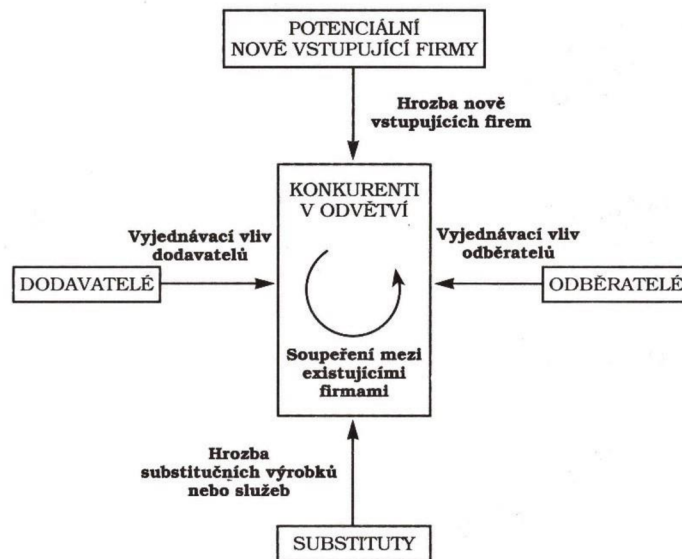 POTENCIÁLNÍ
NOVĚ VSTUPUJÍCÍ FIRMY
Hrozba nově
vstupujících firem
KONKURENTI
V ODVĚTVÍ
Vyjednávací vliv
dodavatelů
Vyjednávací vliv
odběratelů
DODAVATELÉ
ODBĚRATELÉ
Soupeření mezi
existujícími
firmami
Hrozba
substitučních výrobků
nebo služeb
SUBSTITUTY